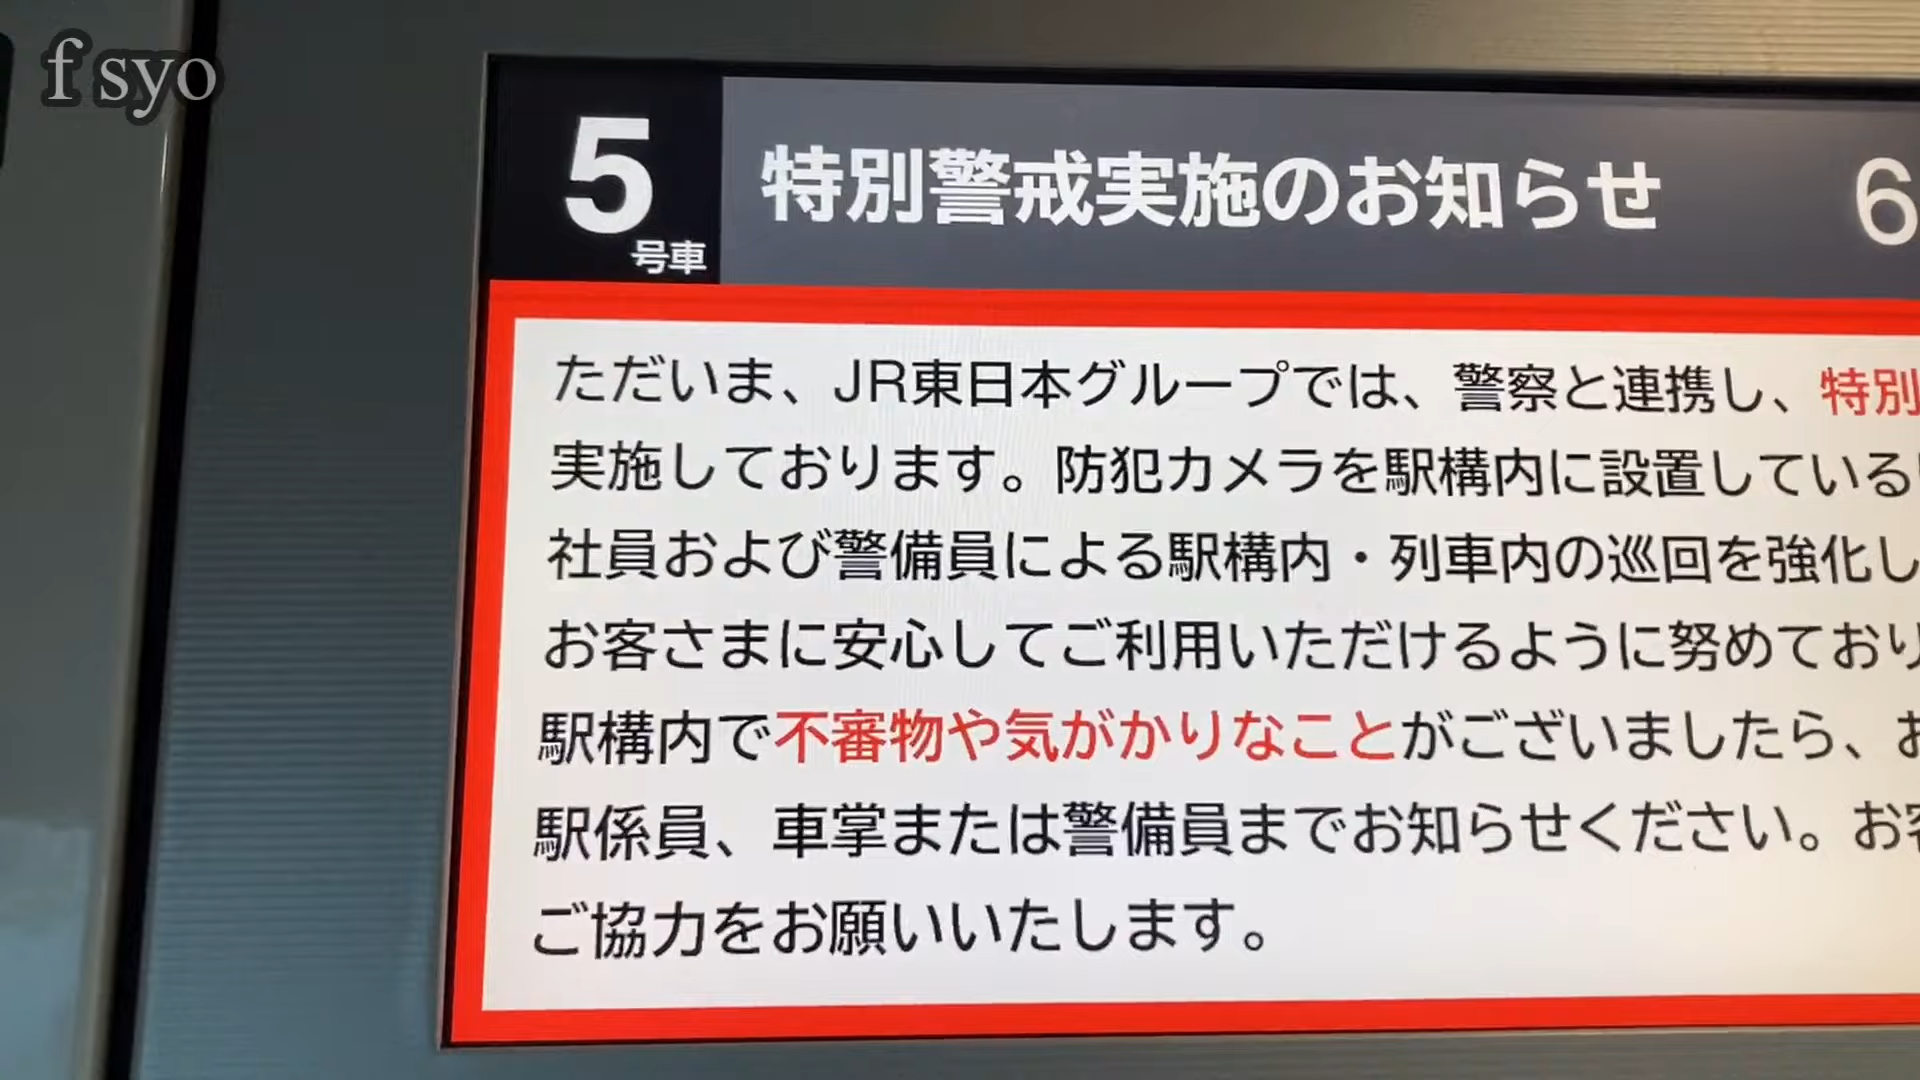 f syo
5
号車
特別警戒実施のお知らせ
6
ただいま、JR東日本グループでは、警察と連携し、特別
実施しております。防犯カメラを駅構内に設置している
社員および警備員による駅構内・列車内の巡回を強化し
お客さまに安心してご利用いただけるように努めており
駅構内で不審物や気がかりなことがございましたら、お
駅係員、車掌または警備員までお知らせください。お客
ご協力をお願いいたします。